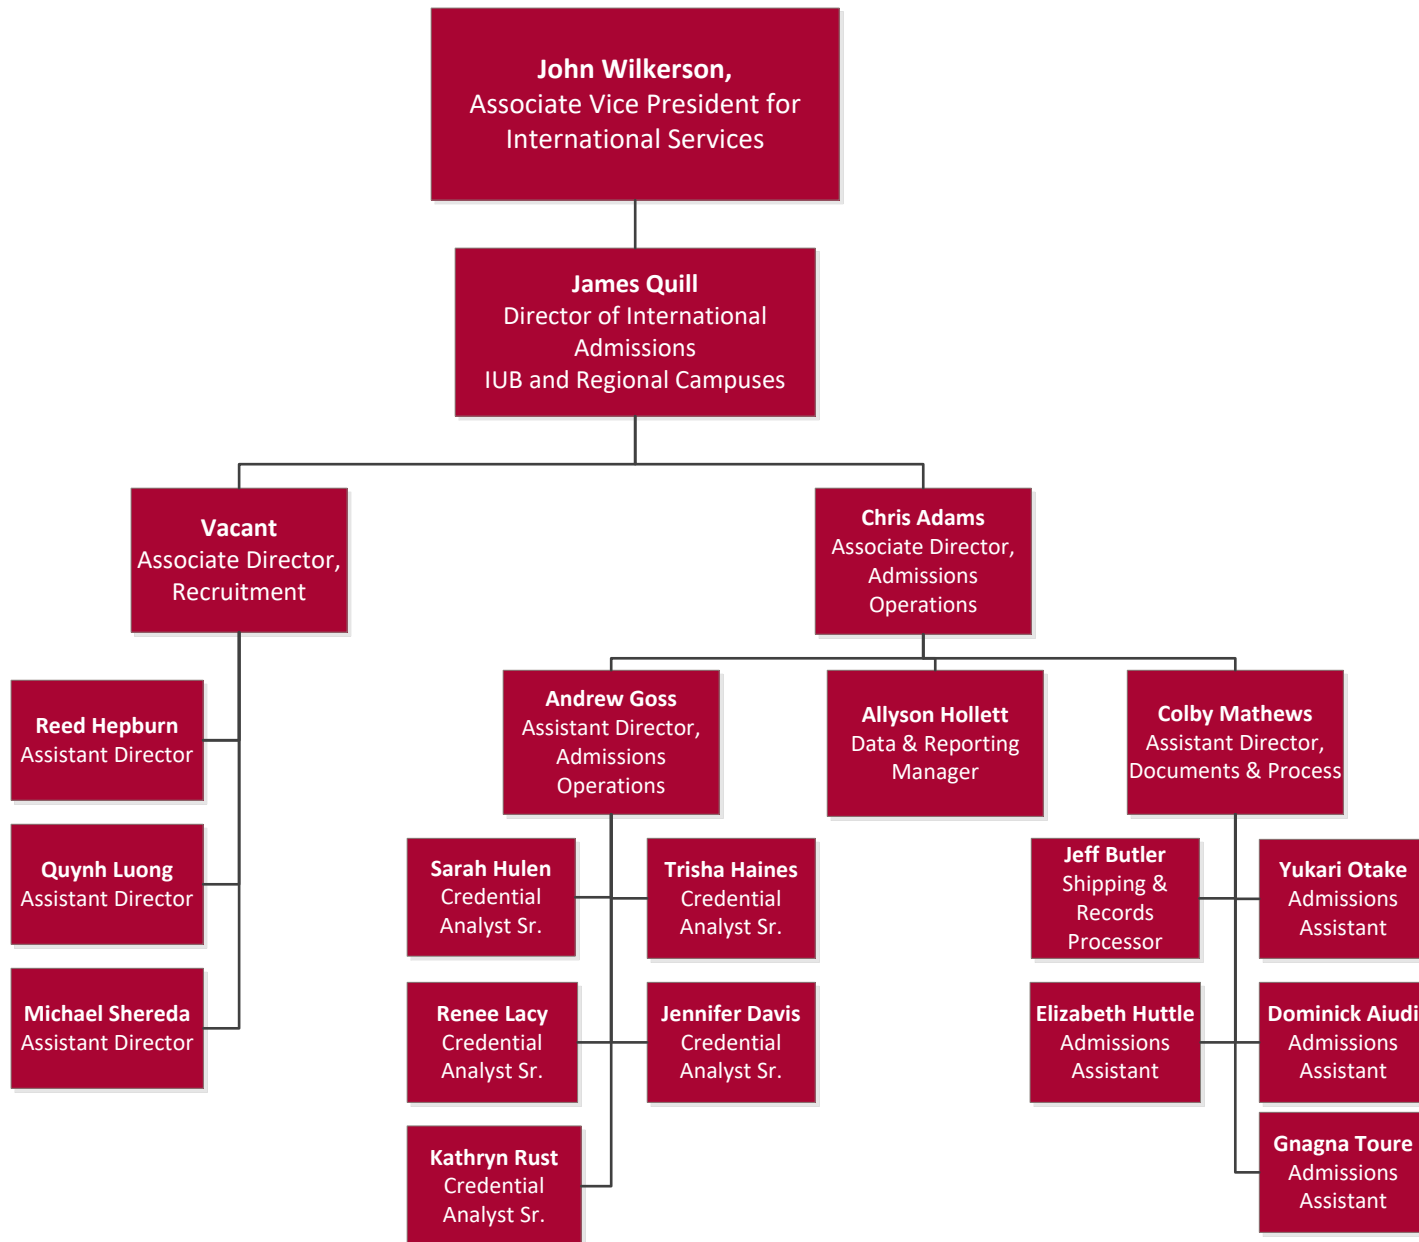 John Wilkerson,
Associate Vice President for
International Services
James Quill
Director of International
Admissions
IUB and Regional Campuses
Vacant
Associate Director,
Recruitment
Chris Adams
Associate Director,
Admissions
Operations
Reed Hepburn
Assistant Director
Quynh Luong
Assistant Director
Michael Shereda
Assistant Director
Andrew Goss
Assistant Director,
Admissions
Operations
Allyson Hollett
Data & Reporting
Manager
Colby Mathews
Assistant Director,
Documents & Process
Sarah Hulen
Credential
Analyst Sr.
Trisha Haines
Credential
Analyst Sr.
Renee Lacy
Credential
Analyst Sr.
Jennifer Davis
Credential
Analyst Sr.
Kathryn Rust
Credential
Analyst Sr.
Jeff Butler
Shipping &
Records
Processor
Yukari Otake
Admissions
Assistant
Elizabeth Huttle
Admissions
Assistant
Dominick Aiudi
Admissions
Assistant
Gnagna Toure
Admissions
Assistant